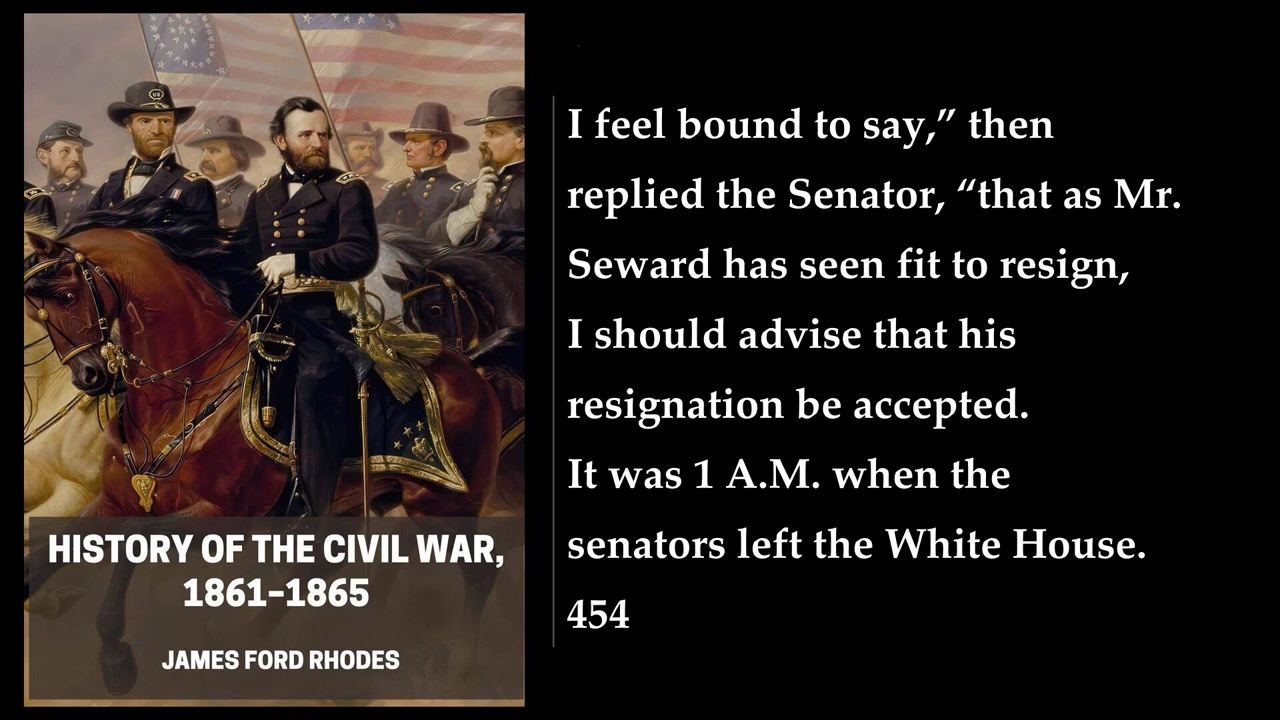 HISTORY OF THE CIVIL WAR,
1861–1865
JAMES FORD RHODES
I feel bound to say,” then
replied the Senator, “that as Mr.
Seward has seen fit to resign,
I should advise that his
resignation be accepted.
It was 1 A.M. when the
senators left the White House.
454